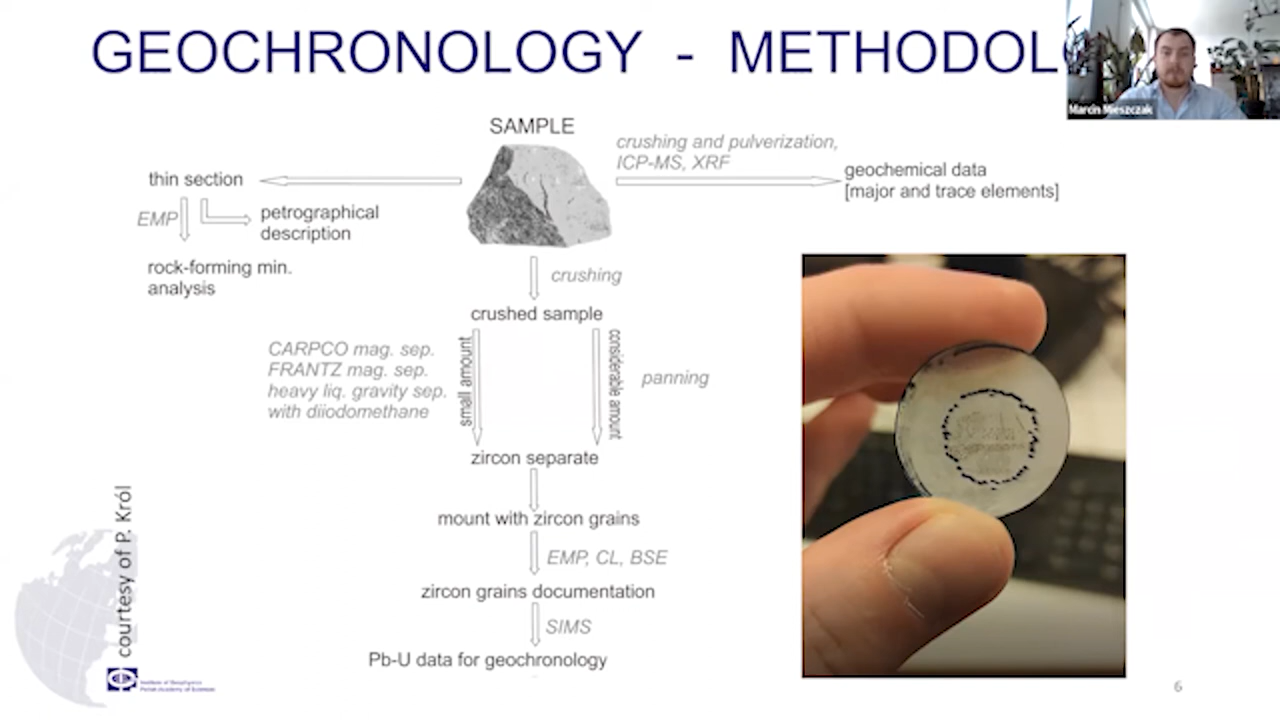 GEOCHRONOLOGY - METHODOLO
Marcin Mieszczak
SAMPLE
crushing and pulverization,
ICP-MS, XRF
geochemical data
[major and trace elements]
thin section
EMP
petrographical
description
rock-forming min.
analysis
crushing
crushed sample
CARPCO mag. sep.
FRANTZ mag. sep.
heavy liq. gravity sep.
with diiodomethane
small amount
considerable amount
panning
zircon separate
mount with zircon grains
EMP, CL, BSE
zircon grains documentation
SIMS
Pb-U data for geochronology
courtesy of P. Król
Institute of Geophysics
Polish Academy of Sciences
6